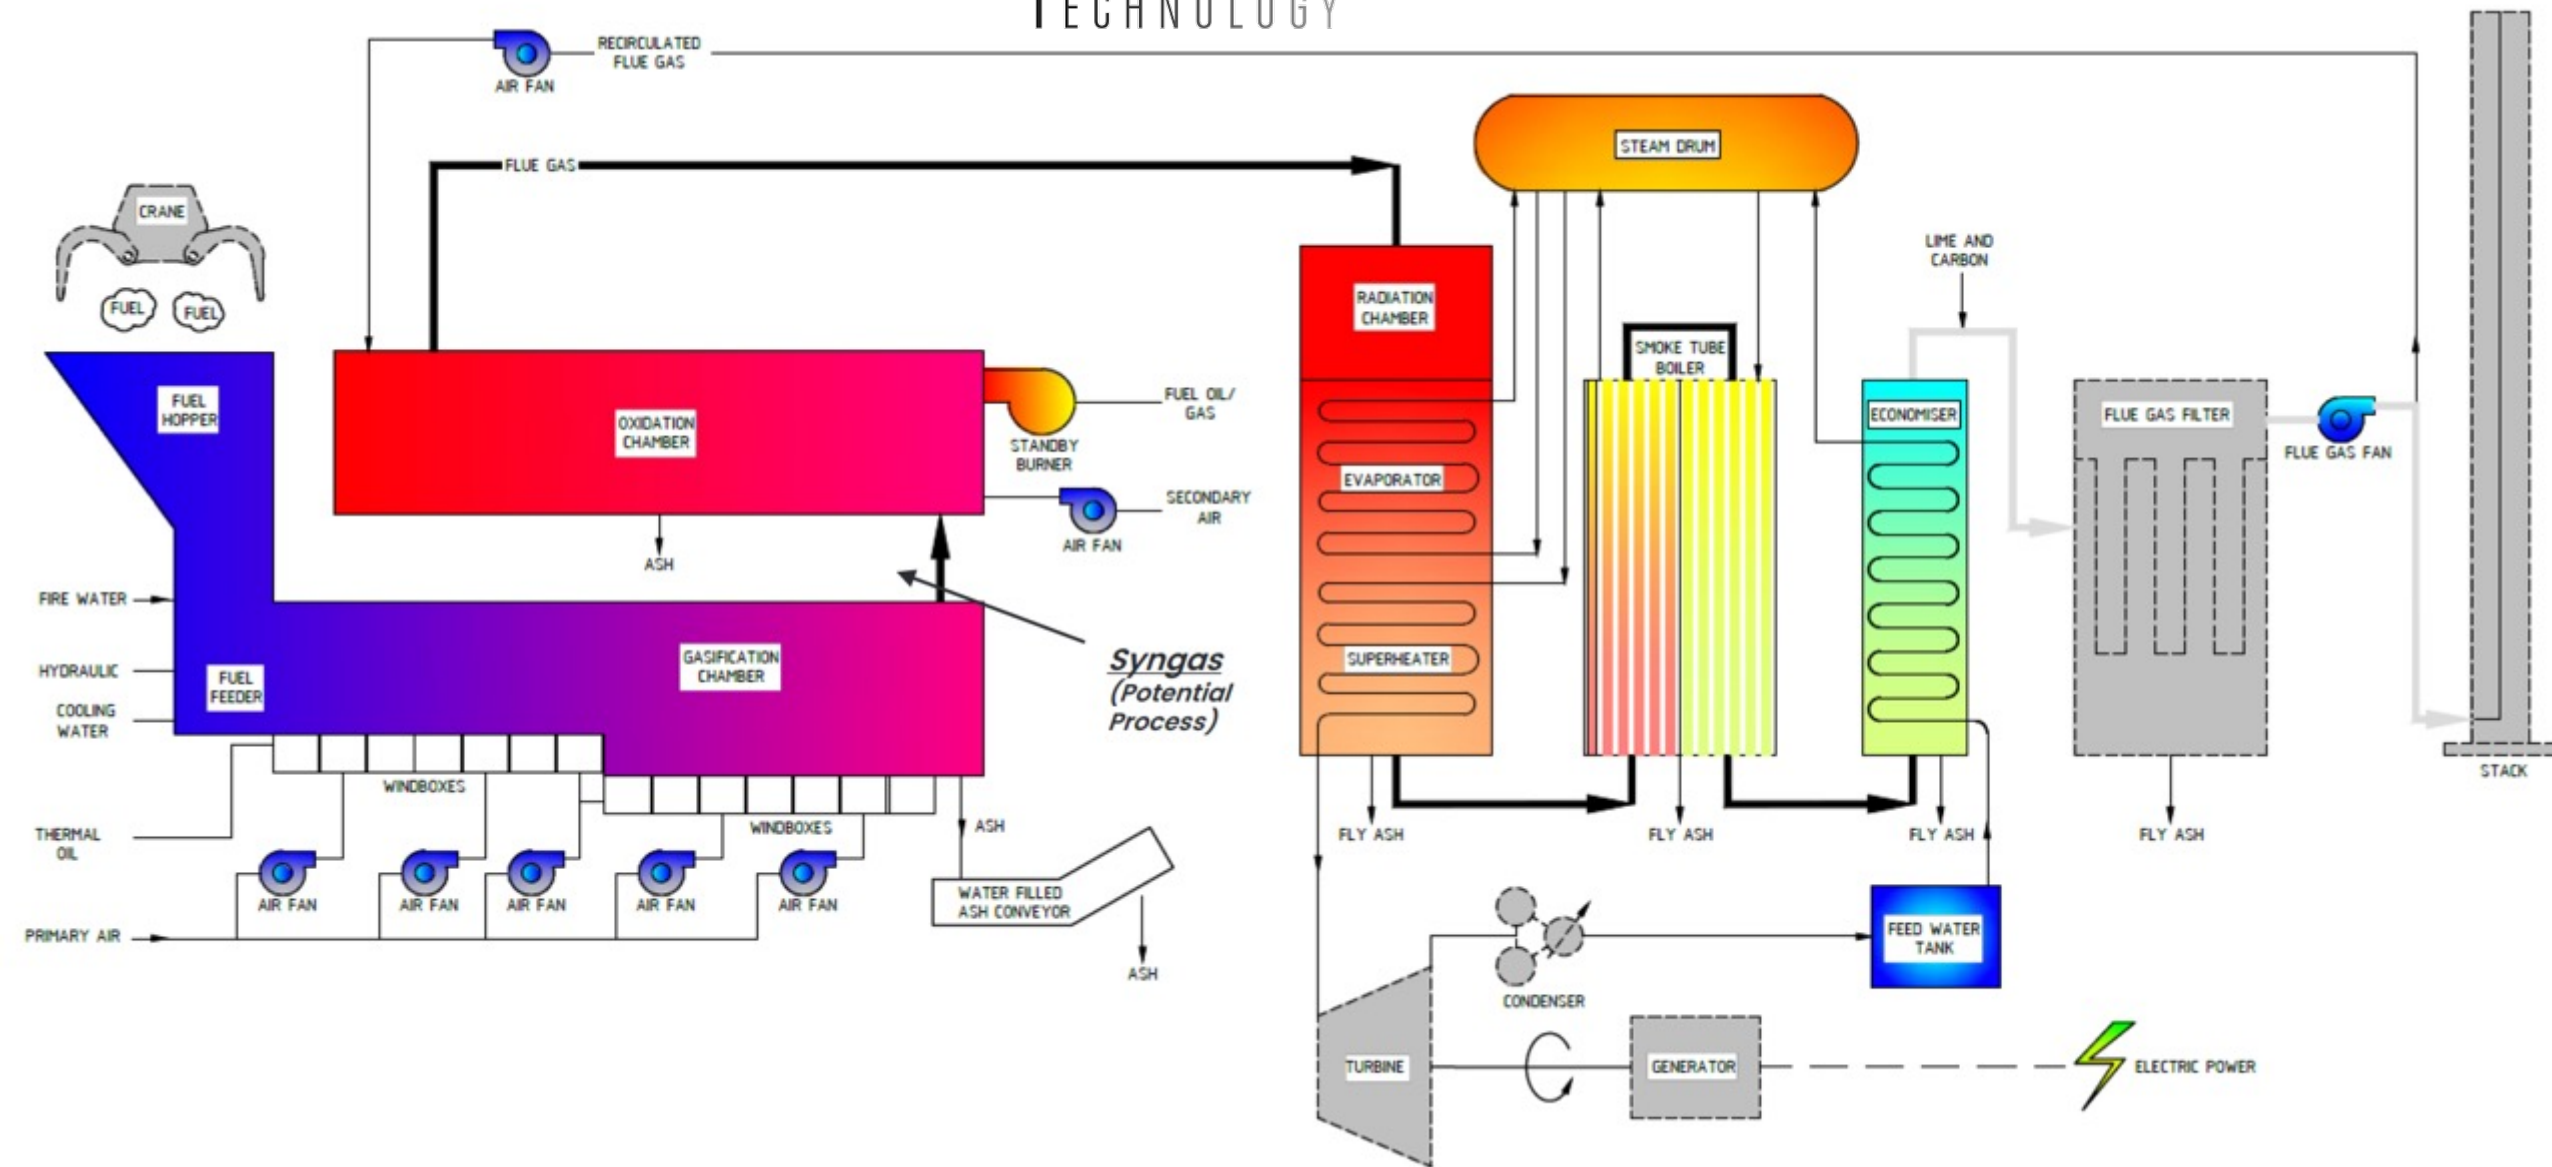 TECHNOLOGY
RECIRCULATED
FLUE GAS
AIR FAN
FLUE GAS
STEAM DRUM
CRANE
FUEL
FUEL
LIME AND
CARBON
RADIATION
CHAMBER
SMOKE TUBE
BOILER
FUEL
HOPPER
OXIDATION
CHAMBER
FUEL OIL/
GAS
STANDBY
BURNER
ECONOMISER
FLUE GAS FILTER
FLUE GAS FAN
EVAPORATOR
SECONDARY
AIR
AIR FAN
ASH
FIRE WATER
HYDRAULIC
COOLING
WATER
FUEL
FEEDER
GASIFICATION
CHAMBER
Syngas
(Potential
Process)
SUPERHEATER
STACK
WINDBOXES
WINDBOXES
THERMAL
OIL
ASH
FLY ASH
FLY ASH
FLY ASH
FLY ASH
AIR FAN
AIR FAN
AIR FAN
AIR FAN
AIR FAN
WATER FILLED
ASH CONVEYOR
PRIMARY AIR
ASH
FEED WATER
TANK
CONDENSER
TURBINE
GENERATOR
ELECTRIC POWER